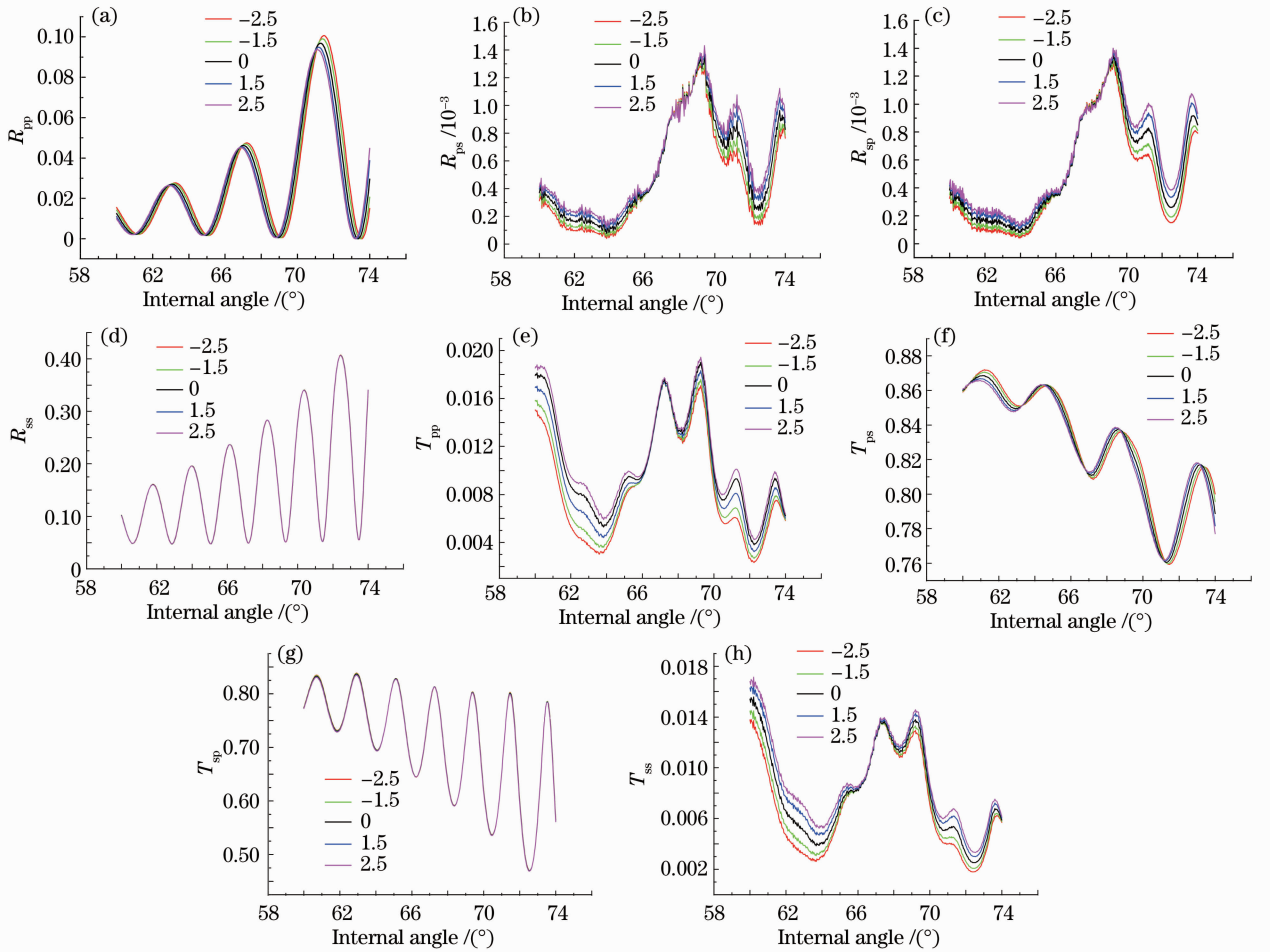 (a)
−2.5
−1.5
0
1.5
2.5
0.10
0.08
0.06
0.04
0.02
0
Rpp
58 62 66 70 74
Internal angle /(°)
(b)
−2.5
−1.5
0
1.5
2.5
1.6
1.4
1.2
1.0
0.8
0.6
0.4
0.2
0
Rps /10⁻³
58 62 66 70 74
Internal angle /(°)
(c)
−2.5
−1.5
0
1.5
2.5
1.6
1.4
1.2
1.0
0.8
0.6
0.4
0.2
0
Rsp /10⁻³
58 62 66 70 74
Internal angle /(°)
(d)
−2.5
−1.5
0
1.5
2.5
0.40
0.30
0.20
0.10
0
Rss
58 62 66 70 74
Internal angle /(°)
(e)
−2.5
−1.5
0
1.5
2.5
0.020
0.016
0.012
0.008
0.004
Tpp
58 62 66 70 74
Internal angle /(°)
(f)
−2.5
−1.5
0
1.5
2.5
0.88
0.86
0.84
0.82
0.80
0.78
0.76
Tps
58 62 66 70 74
Internal angle /(°)
(g)
−2.5
−1.5
0
1.5
2.5
0.80
0.70
0.60
0.50
Tsp
58 62 66 70 74
Internal angle /(°)
(h)
−2.5
−1.5
0
1.5
2.5
0.018
0.014
0.010
0.006
0.002
Tss
58 62 66 70 74
Internal angle /(°)